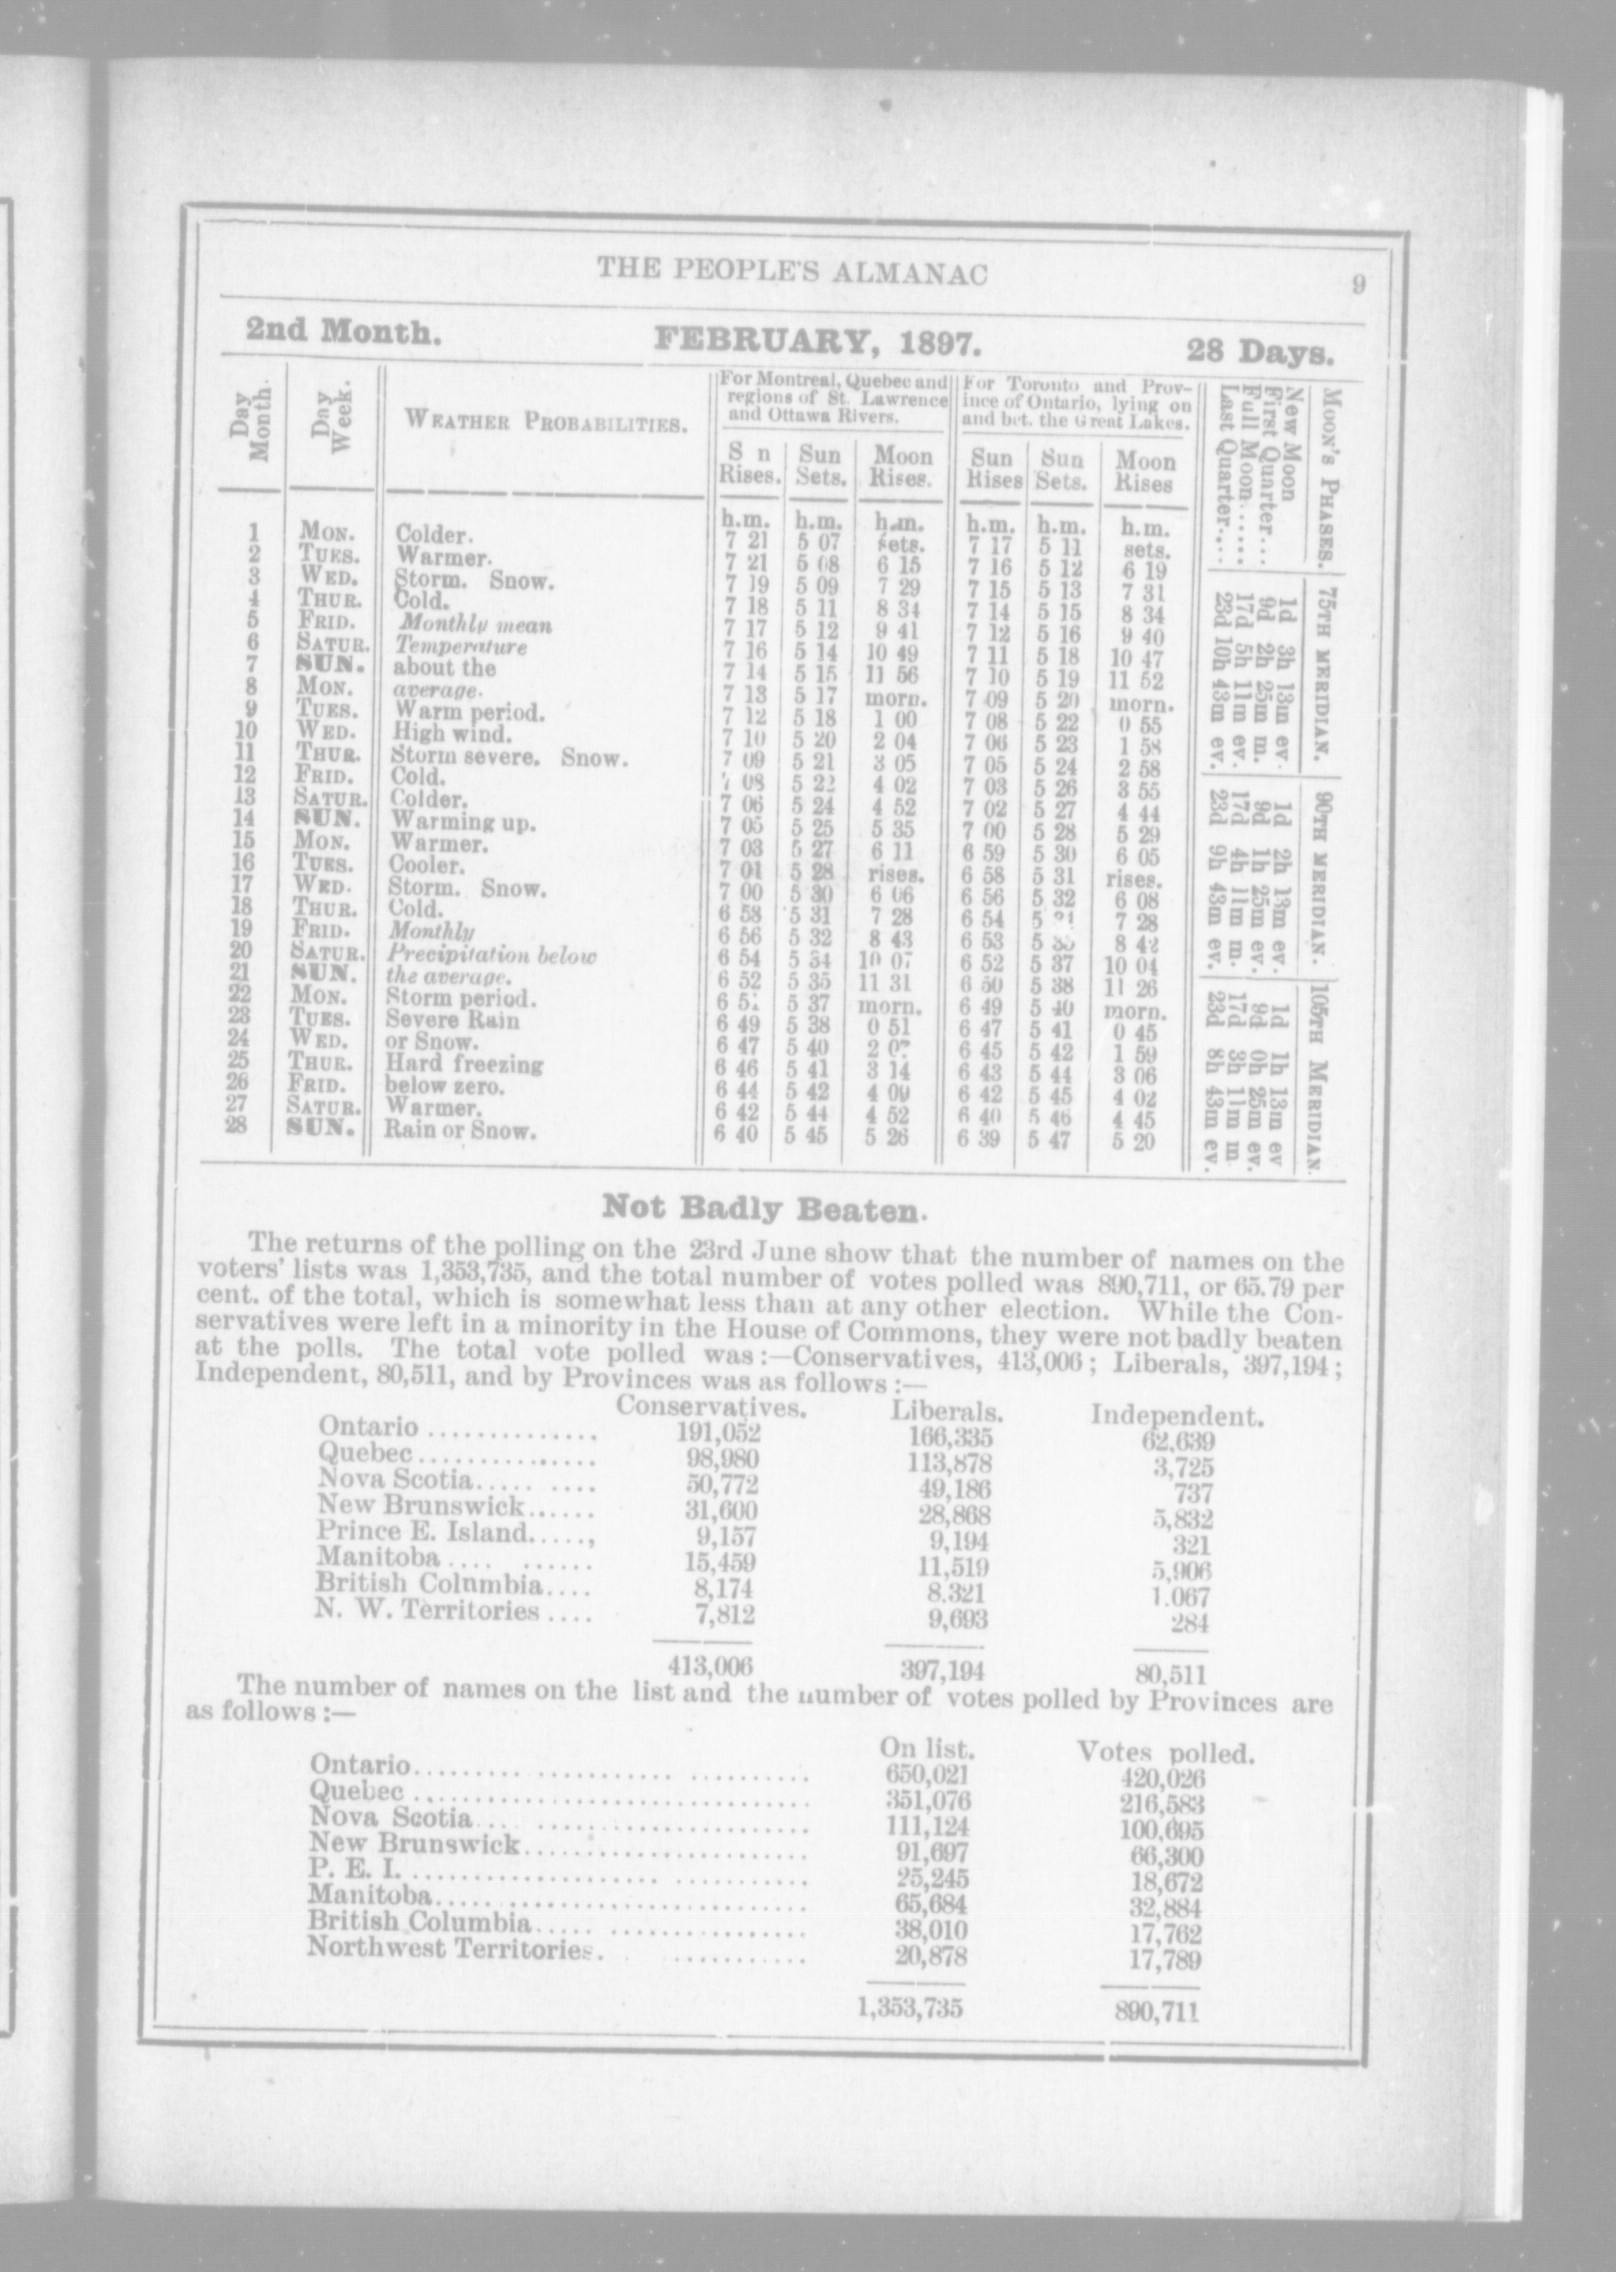 THE PEOPLE'S ALMANAC 9
2nd Month. FEBRUARY, 1897. 28 Days.
Day Month. Day Week. WEATHER PROBABILITIES. For Montreal, Quebec and regions of St. Lawrence and Ottawa Rivers. For Toronto and Province of Ontario, lying on and bet. the Great Lakes.
S n Rises. Sun Sets. Moon Rises. Sun Rises Sun Sets. Moon Rises
h.m. h.m. h.m. h.m. h.m. h.m.
1 MON. Colder. 7 21 5 07 sets. 7 17 5 11 sets.
2 TUES. Warmer. 7 21 5 08 6 15 7 16 5 12 6 19
3 WED. Storm. Snow. 7 19 5 09 7 29 7 15 5 13 7 31
4 THUR. Cold. 7 18 5 11 8 34 7 14 5 15 8 34
5 FRID. Monthly mean 7 17 5 12 9 41 7 12 5 16 9 40
6 SATUR. Temperature 7 16 5 14 10 49 7 11 5 18 10 47
7 SUN. about the 7 14 5 15 11 56 7 10 5 19 11 52
8 MON. average. 7 13 5 17 morn. 7 09 5 20 morn.
9 TUES. Warm period. 7 12 5 18 1 00 7 08 5 22 0 55
10 WED. High wind. 7 10 5 20 2 04 7 06 5 23 1 58
11 THUR. Storm severe. Snow. 7 09 5 21 3 05 7 05 5 24 2 58
12 FRID. Cold. 08 5 22 4 02 7 03 5 26 3 55
13 SATUR. Colder. 7 06 5 24 4 52 7 02 5 27 4 44
14 SUN. Warming up. 7 05 5 25 5 35 7 00 5 28 5 29
15 MON. Warmer. 7 03 5 27 6 11 6 59 5 30 6 05
16 TUES. Cooler. 7 01 5 28 rises. 6 58 5 31 rises.
17 WED. Storm. Snow. 7 00 5 30 6 06 6 56 5 32 6 08
18 THUR. Cold. 6 58 5 31 7 28 6 54 5 7 28
19 FRID. Monthly 6 56 5 32 8 43 6 53 5 8 42
20 SATUR. Precipitation below 6 54 5 34 10 07 6 52 5 37 10 04
21 SUN. the average. 6 52 5 35 11 31 6 50 5 38 11 26
22 MON. Storm period. 6 5 37 morn. 6 49 5 40 morn.
23 TUES. Severe Rain 6 49 5 38 0 51 6 47 5 41 0 45
24 WED. or Snow. 6 47 5 40 2 6 45 5 42 1 59
25 THUR. Hard freezing 6 46 5 41 3 14 6 43 5 44 3 06
26 FRID. below zero. 6 44 5 42 4 09 6 42 5 45 4 02
27 SATUR. Warmer. 6 42 5 44 4 52 6 40 5 46 4 45
28 SUN. Rain or Snow. 6 40 5 45 5 26 6 39 5 47 5 20
MOON'S PHASES. 75TH MERIDIAN. 90TH MERIDIAN. 105TH MERIDIAN.
New Moon 1d 3h 13m ev. 1d 2h 13m ev. 1d 1h 13m ev
First Quarter... 9d 2h 25m m. 9d 1h 25m ev. 9d 0h 25m ev.
Full Moon...... 17d 5h 11m ev. 17d 4h 11m m. 17d 3h 11m m
Last Quarter.... 23d 10h 43m ev. 23d 9h 43m ev. 23d 8h 43m ev.
Not Badly Beaten.
The returns of the polling on the 23rd June show that the number of names on the
voters' lists was 1,353,735, and the total number of votes polled was 890,711, or 65.79 per
cent. of the total, which is somewhat less than at any other election. While the Con-
servatives were left in a minority in the House of Commons, they were not badly beaten
at the polls. The total vote polled was:—Conservatives, 413,006; Liberals, 397,194;
Independent, 80,511, and by Provinces was as follows:—
Conservatives. Liberals. Independent.
Ontario .............. 191,052 166,335 62,639
Quebec............... 98,980 113,878 3,725
Nova Scotia..... .... 50,772 49,186 737
New Brunswick...... 31,600 28,868 5,832
Prince E. Island....., 9,157 9,194 321
Manitoba .... ...... 15,459 11,519 5,906
British Colnmbia.... 8,174 8.321 1.067
N. W. Territories .... 7,812 9,693 284
413,006 397,194 80,511
The number of names on the list and the number of votes polled by Provinces are
as follows:—
On list. Votes polled.
Ontario.......... ............... .......... 650,021 420,026
Quebec .................................. 351,076 216,583
Nova Scotia.... ....................... 111,124 100,695
New Brunswick........................ 91,697 66,300
P. E. I. ..................... ........... 25,245 18,672
Manitoba..... ........................ 65,684 32,884
British Columbia..... ................ 38,010 17,762
Northwest Territories. ........... 20,878 17,789
1,353,735 890,711